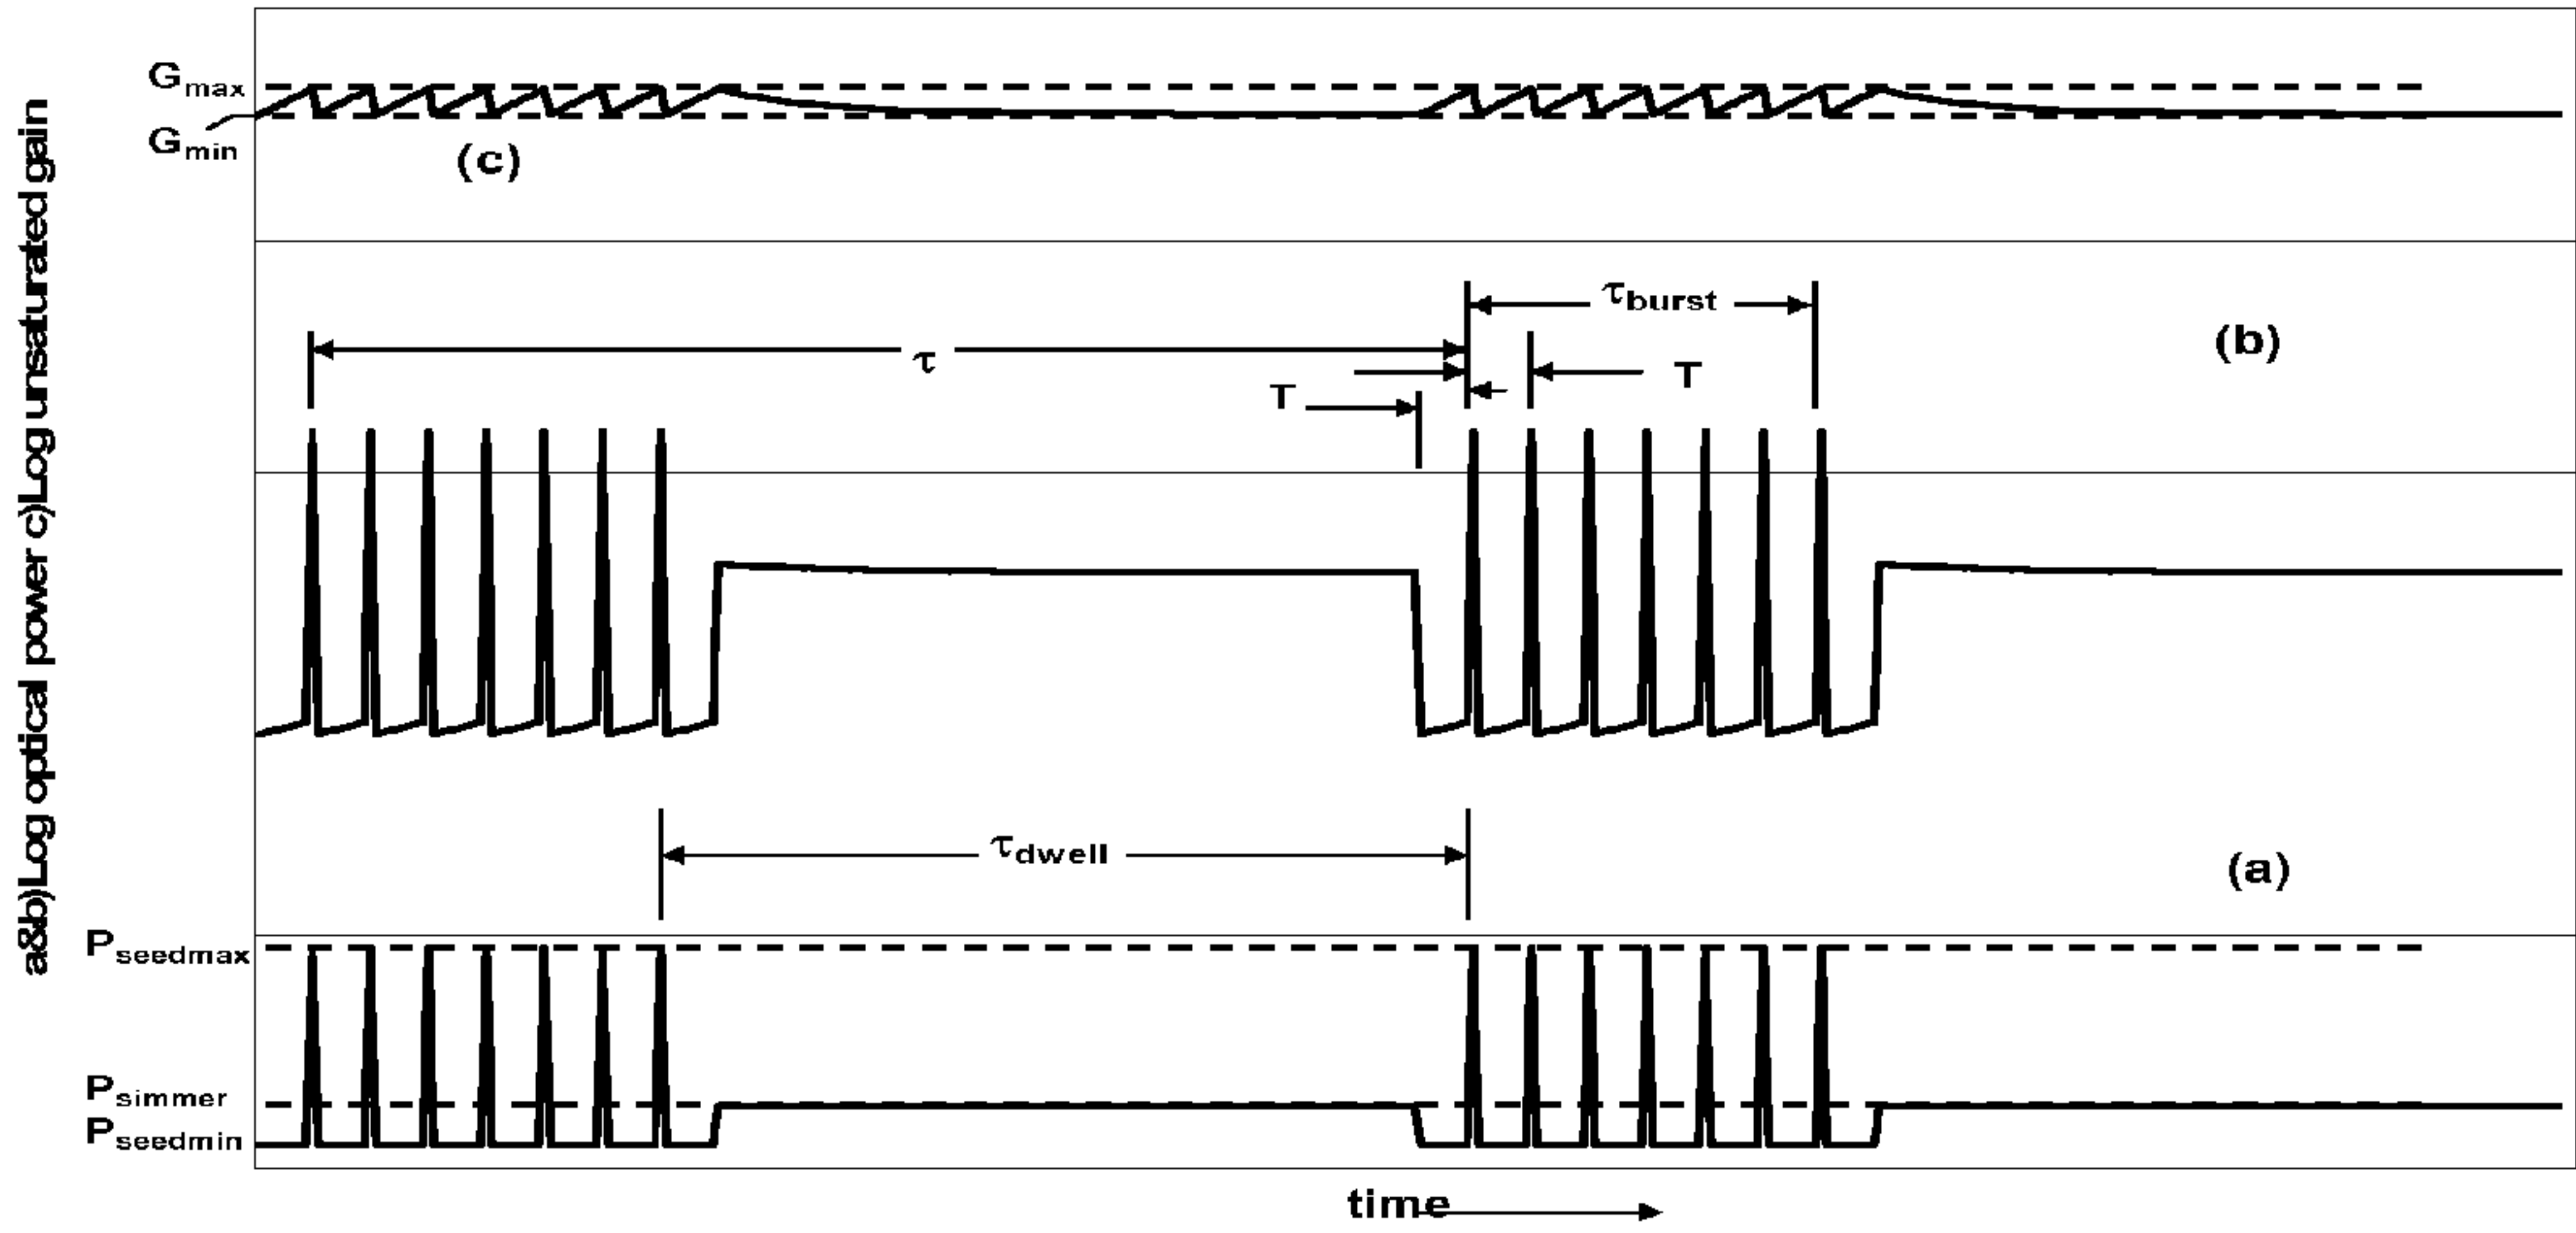 a&b)Log optical power c)Log unsaturated gain
Gmax
Gmin
(c)
τburst
(b)
τ
T
T
τdwell
(a)
Pseedmax
Psimmer
Pseedmin
time